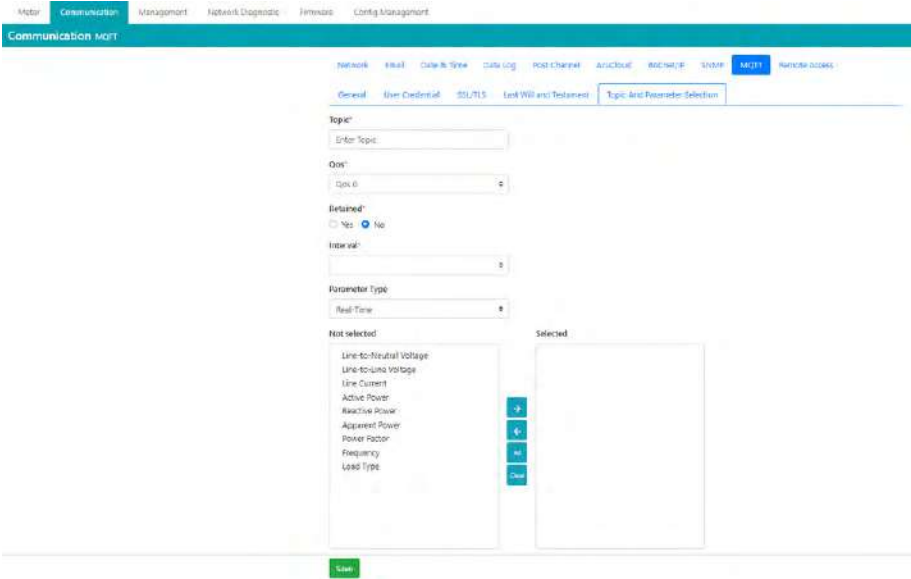 Meter Communication Management Network Diagnostic Firmware Config Management
Communication MQTT
Network Email Date & Time Data Log Post Channel AcuCloud BACnet/IP SNMP MQTT Remote Access
General User Credential SSL/TLS Last Will and Testament Topic And Parameter Selection
Topic*
Enter Topic
Qos*
Qos 0
Retained*
Yes No
Interval*
Parameter Type
Real-Time
Not selected Selected
Line-to-Neutral Voltage
Line-to-Line Voltage
Line Current
Active Power
Reactive Power
Apparent Power
Power Factor
Frequency
Load Type
All
Clear
Save